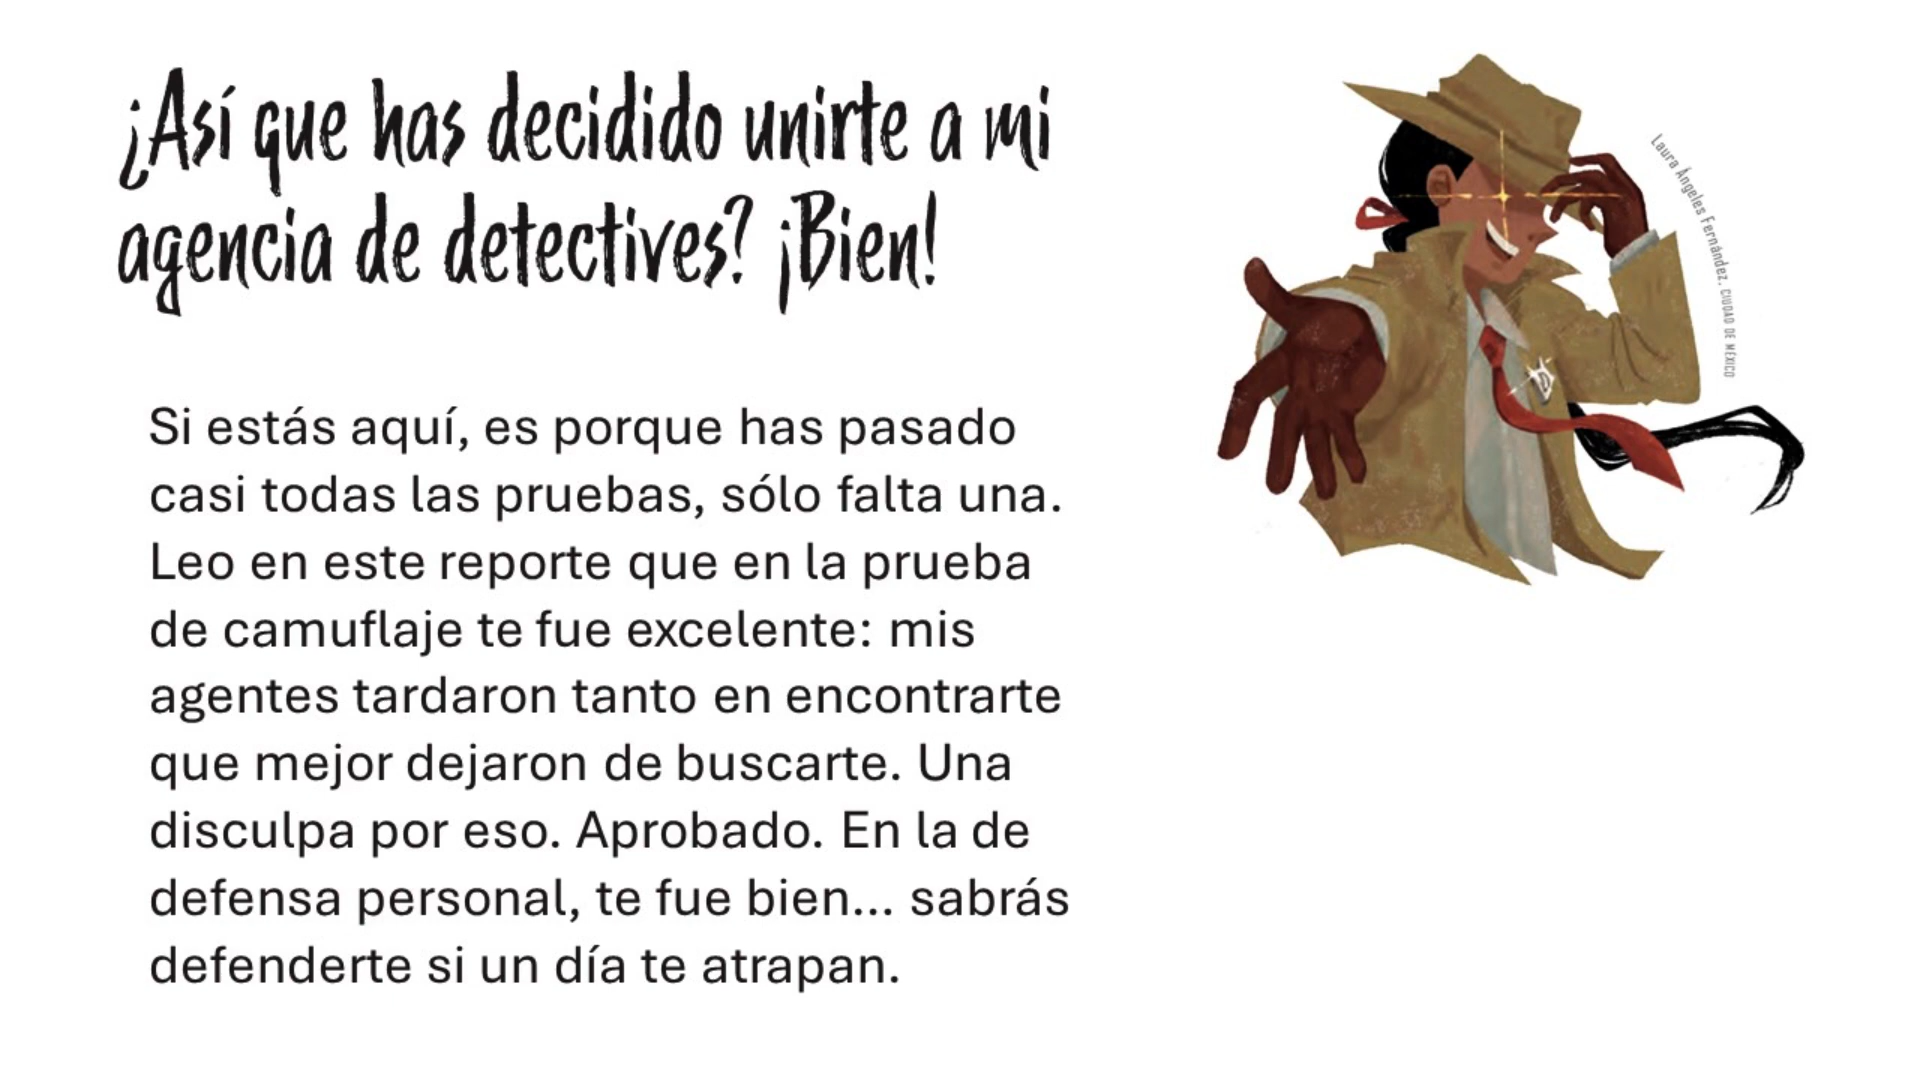 ¿Así que has decidido unirte a mi
agencia de detectives? ¡Bien!
Si estás aquí, es porque has pasado
casi todas las pruebas, sólo falta una.
Leo en este reporte que en la prueba
de camuflaje te fue excelente: mis
agentes tardaron tanto en encontrarte
que mejor dejaron de buscarte. Una
disculpa por eso. Aprobado. En la de
defensa personal, te fue bien... sabrás
defenderte si un día te atrapan.
Laura Ángeles Fernández, CIUDAD DE MÉXICO